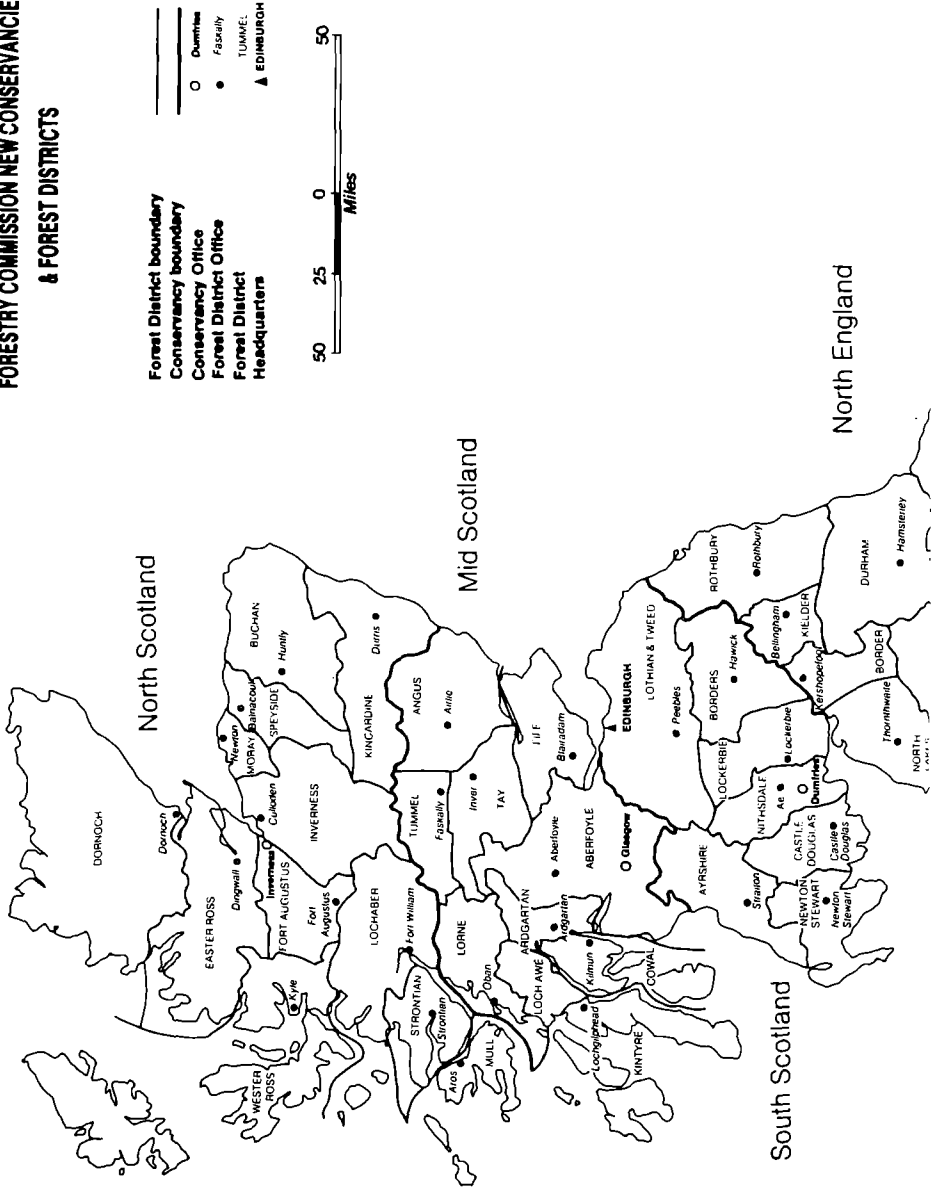 FORESTRY COMMISSION NEW CONSERVANCIE
& FOREST DISTRICTS
Forest District boundary
Conservancy boundary
Conservancy Office
Dumfries
Forest District Office
Faskally
Forest District
TUMMEL
Headquarters
EDINBURGH
50
25
0
50
Miles
North Scotland
Mid Scotland
South Scotland
North England
DORNOCH
Dornoch
EASTER ROSS
Dingwall
WESTER
ROSS
Kyle
Inverness
Culloden
FORT AUGUSTUS
Fort
Augustus
INVERNESS
Newton
MORAY
Balnacoul
SPEYSIDE
BUCHAN
Huntly
KINCARDINE
Durris
LOCHABER
Fort William
STRONTIAN
Strontian
Aros
MULL
LORNE
Oban
TUMMEL
Faskally
ANGUS
Airlie
Inver
TAY
FIFE
Blairadam
LOCH AWE
ARDGARTAN
Ardgarten
Aberfoyle
ABERFOYLE
Lochgilphead
Kilmun
COWAL
KINTYRE
Glasgow
EDINBURGH
LOTHIAN & TWEED
Peebles
AYRSHIRE
Straiton
LOCKERBIE
Lockerbie
BORDERS
Hawick
NITHSDALE
Ae
Dumfries
NEWTON
STEWART
Newton
Stewart
CASTLE
DOUGLAS
Castle
Douglas
ROTHBURY
Rothbury
Bellingham
KIELDER
Kershopefoot
BORDER
DURHAM
Hamsterley
Thornthwaite
NORTH